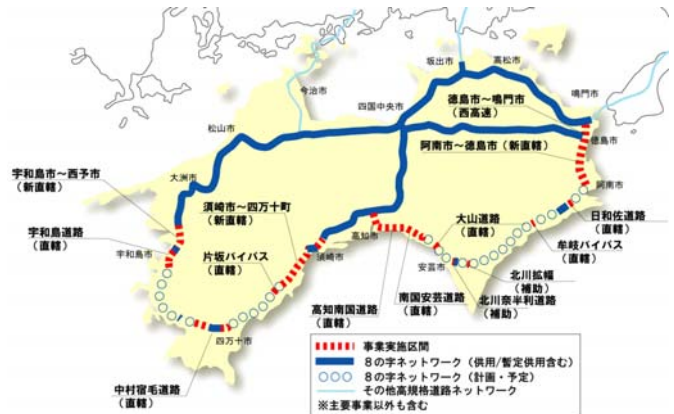 坂出市
高松市
鳴門市
今治市
四国中央市
徳島市〜鳴門市
(西高速)
松山市
徳島市
阿南市〜徳島市(新直轄)
宇和島市〜西予市
(新直轄)
大洲市
須崎市〜四万十町
(新直轄)
阿南市
大山道路
(直轄)
日和佐道路
(直轄)
宇和島道路
(直轄)
宇和島市
片坂バイパス
(直轄)
高知市
須崎市
安芸市
牟岐バイパス
(直轄)
北川拡幅
(補助)
高知南国道路
(直轄)
南国安芸道路
(直轄)
北川奈半利道路
(補助)
四万十市
中村宿毛道路
(直轄)
事業実施区間
8の字ネットワーク(供用/暫定供用含む)
8の字ネットワーク(計画・予定)
その他高規格道路ネットワーク
※主要事業以外も含む